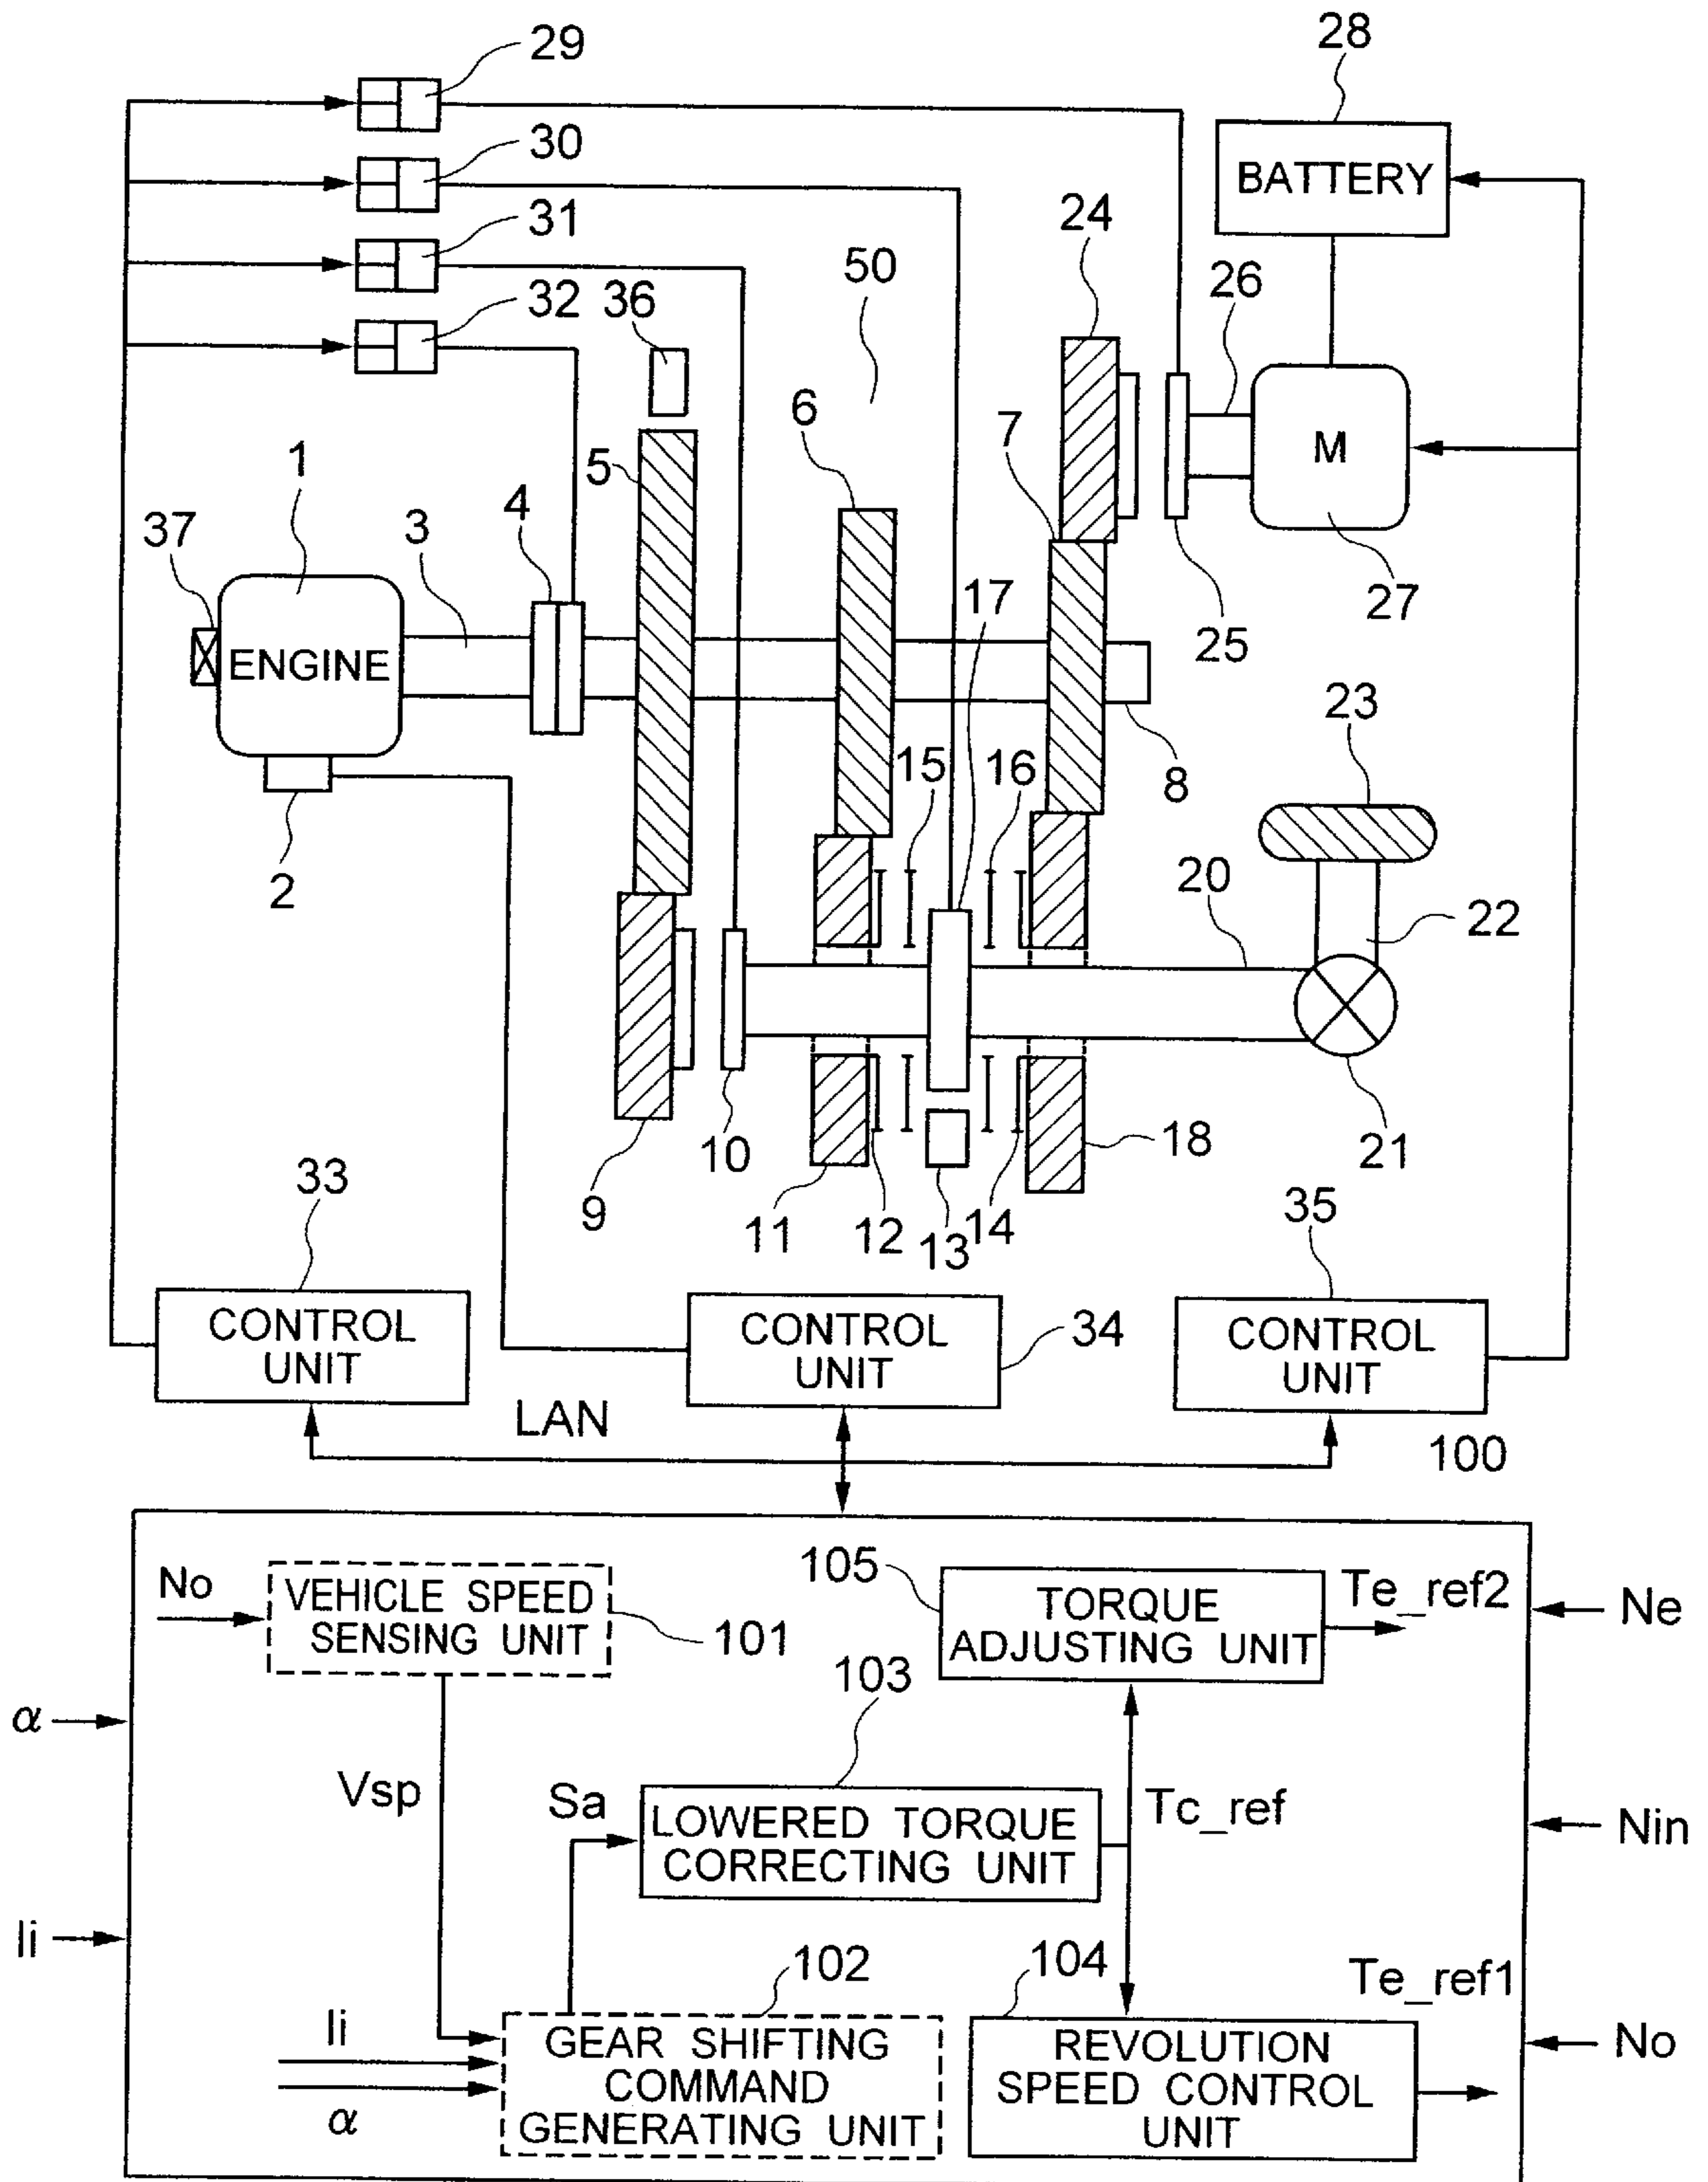 29
28
30
BATTERY
24
31
50
26
32
36
6
7
5
M
1
4
3
37
17
27
25
ENGINE
23
15
16
8
2
20
22
10
18
21
9
11
12
13
14
33
35
CONTROL
UNIT
CONTROL
UNIT
34
CONTROL
UNIT
LAN
100
No
VEHICLE SPEED
SENSING UNIT
101
105
TORQUE
ADJUSTING UNIT
Te_ref2
Ne
103
α
Vsp
Sa
LOWERED TORQUE
CORRECTING UNIT
Tc_ref
Nin
Ii
102
104
Te_ref1
Ii
α
GEAR SHIFTING
COMMAND
GENERATING UNIT
REVOLUTION
SPEED CONTROL
UNIT
No